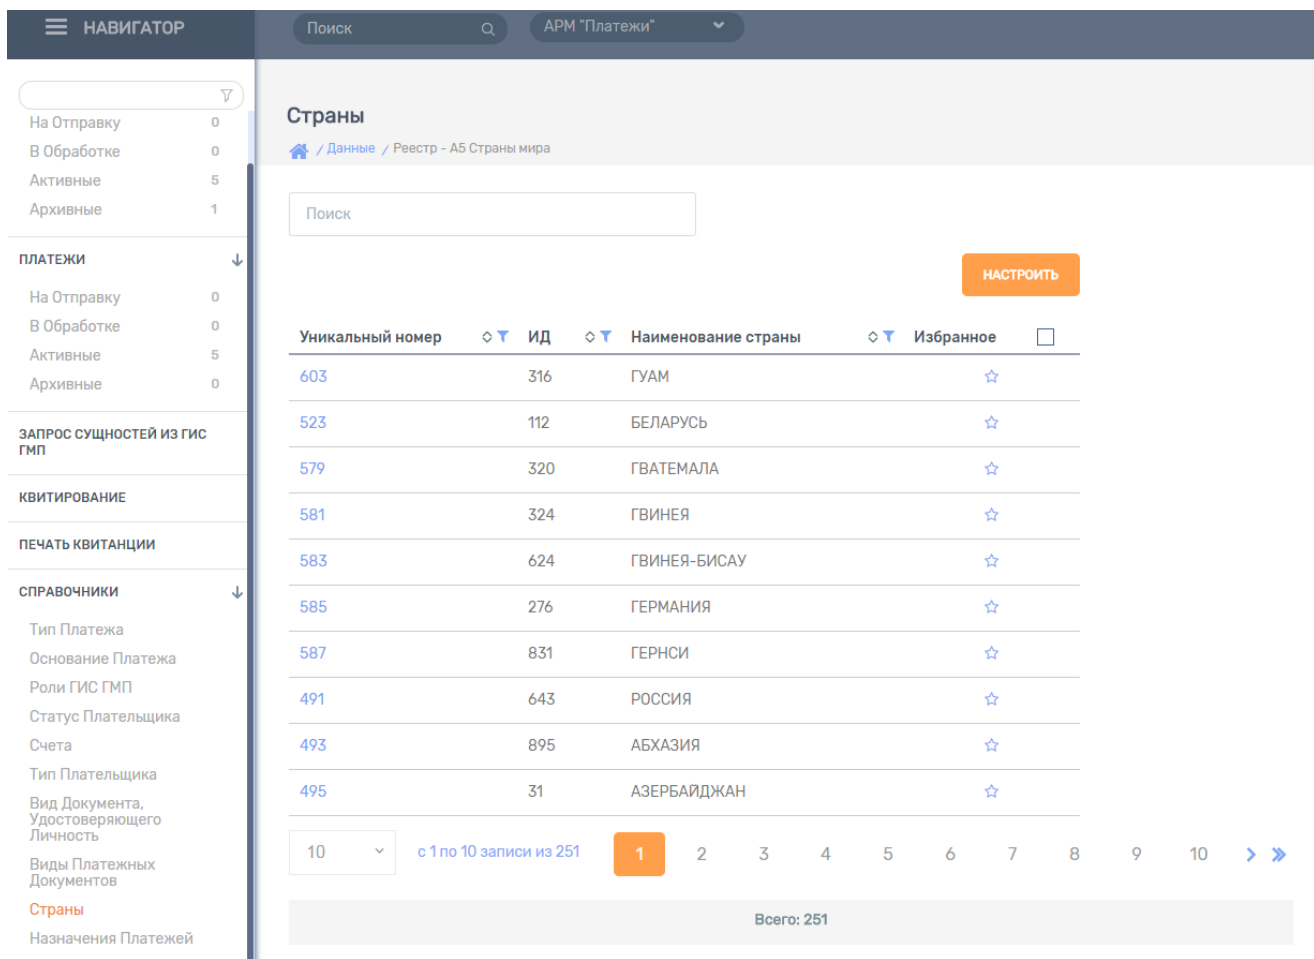 НАВИГАТОР
Поиск
АРМ "Платежи"
На Отправку 0
В Обработке 0
Активные 5
Архивные 1
ПЛАТЕЖИ
На Отправку 0
В Обработке 0
Активные 5
Архивные 0
ЗАПРОС СУЩНОСТЕЙ ИЗ ГИС
ГМП
КВИТИРОВАНИЕ
ПЕЧАТЬ КВИТАНЦИИ
СПРАВОЧНИКИ
Тип Платежа
Основание Платежа
Роли ГИС ГМП
Статус Плательщика
Счета
Тип Плательщика
Вид Документа,
Удостоверяющего
Личность
Виды Платежных
Документов
Страны
Назначения Платежей
Страны
/ Данные / Реестр - А5 Страны мира
Поиск
НАСТРОИТЬ
Уникальный номер ИД Наименование страны Избранное
603 316 ГУАМ
523 112 БЕЛАРУСЬ
579 320 ГВАТЕМАЛА
581 324 ГВИНЕЯ
583 624 ГВИНЕЯ-БИСАУ
585 276 ГЕРМАНИЯ
587 831 ГЕРНСИ
491 643 РОССИЯ
493 895 АБХАЗИЯ
495 31 АЗЕРБАЙДЖАН
10 с 1 по 10 записи из 251 1 2 3 4 5 6 7 8 9 10
Всего: 251